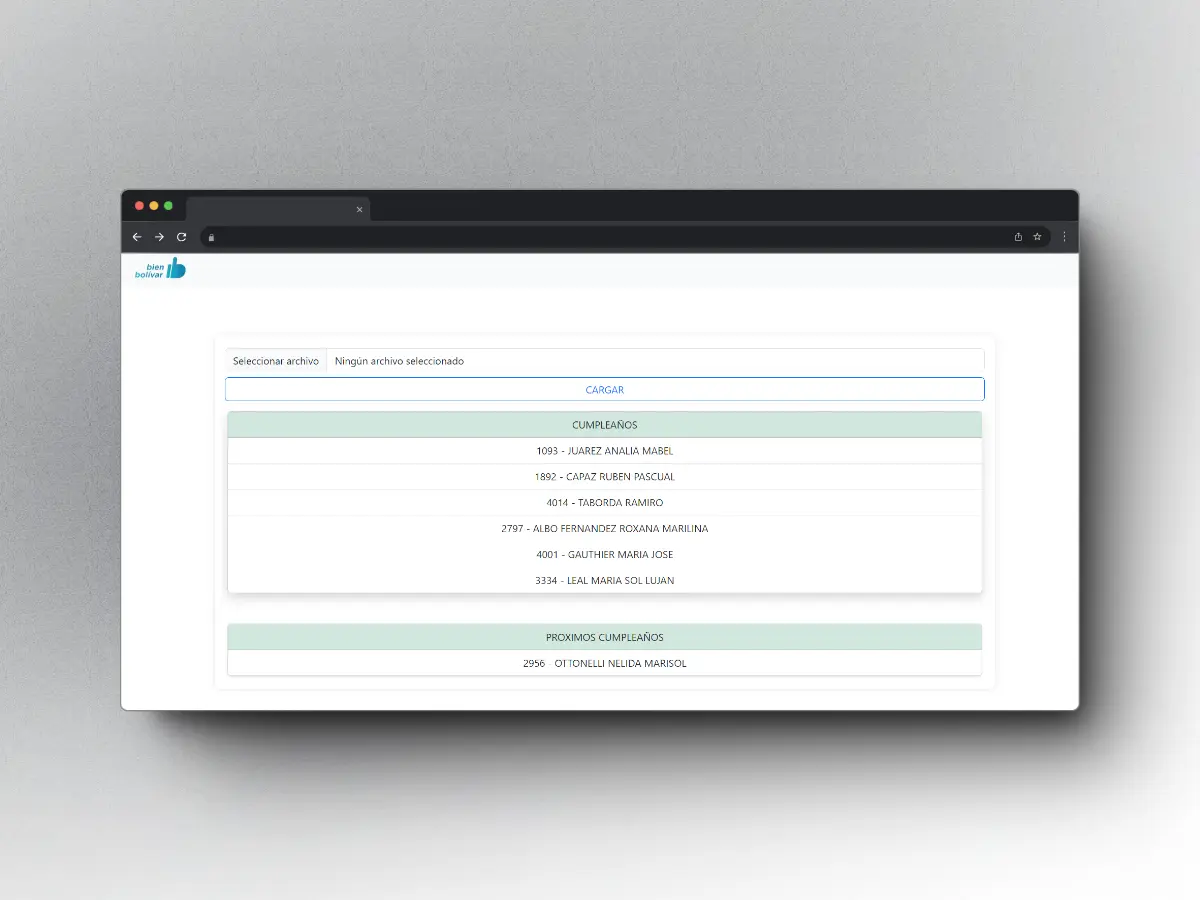 bien
bolívar
Seleccionar archivo Ningún archivo seleccionado
CARGAR
CUMPLEAÑOS
1093 - JUAREZ ANALIA MABEL
1892 - CAPAZ RUBEN PASCUAL
4014 - TABORDA RAMIRO
2797 - ALBO FERNANDEZ ROXANA MARILINA
4001 - GAUTHIER MARIA JOSE
3334 - LEAL MARIA SOL LUJAN
PROXIMOS CUMPLEAÑOS
2956 - OTTONELLI NELIDA MARISOL